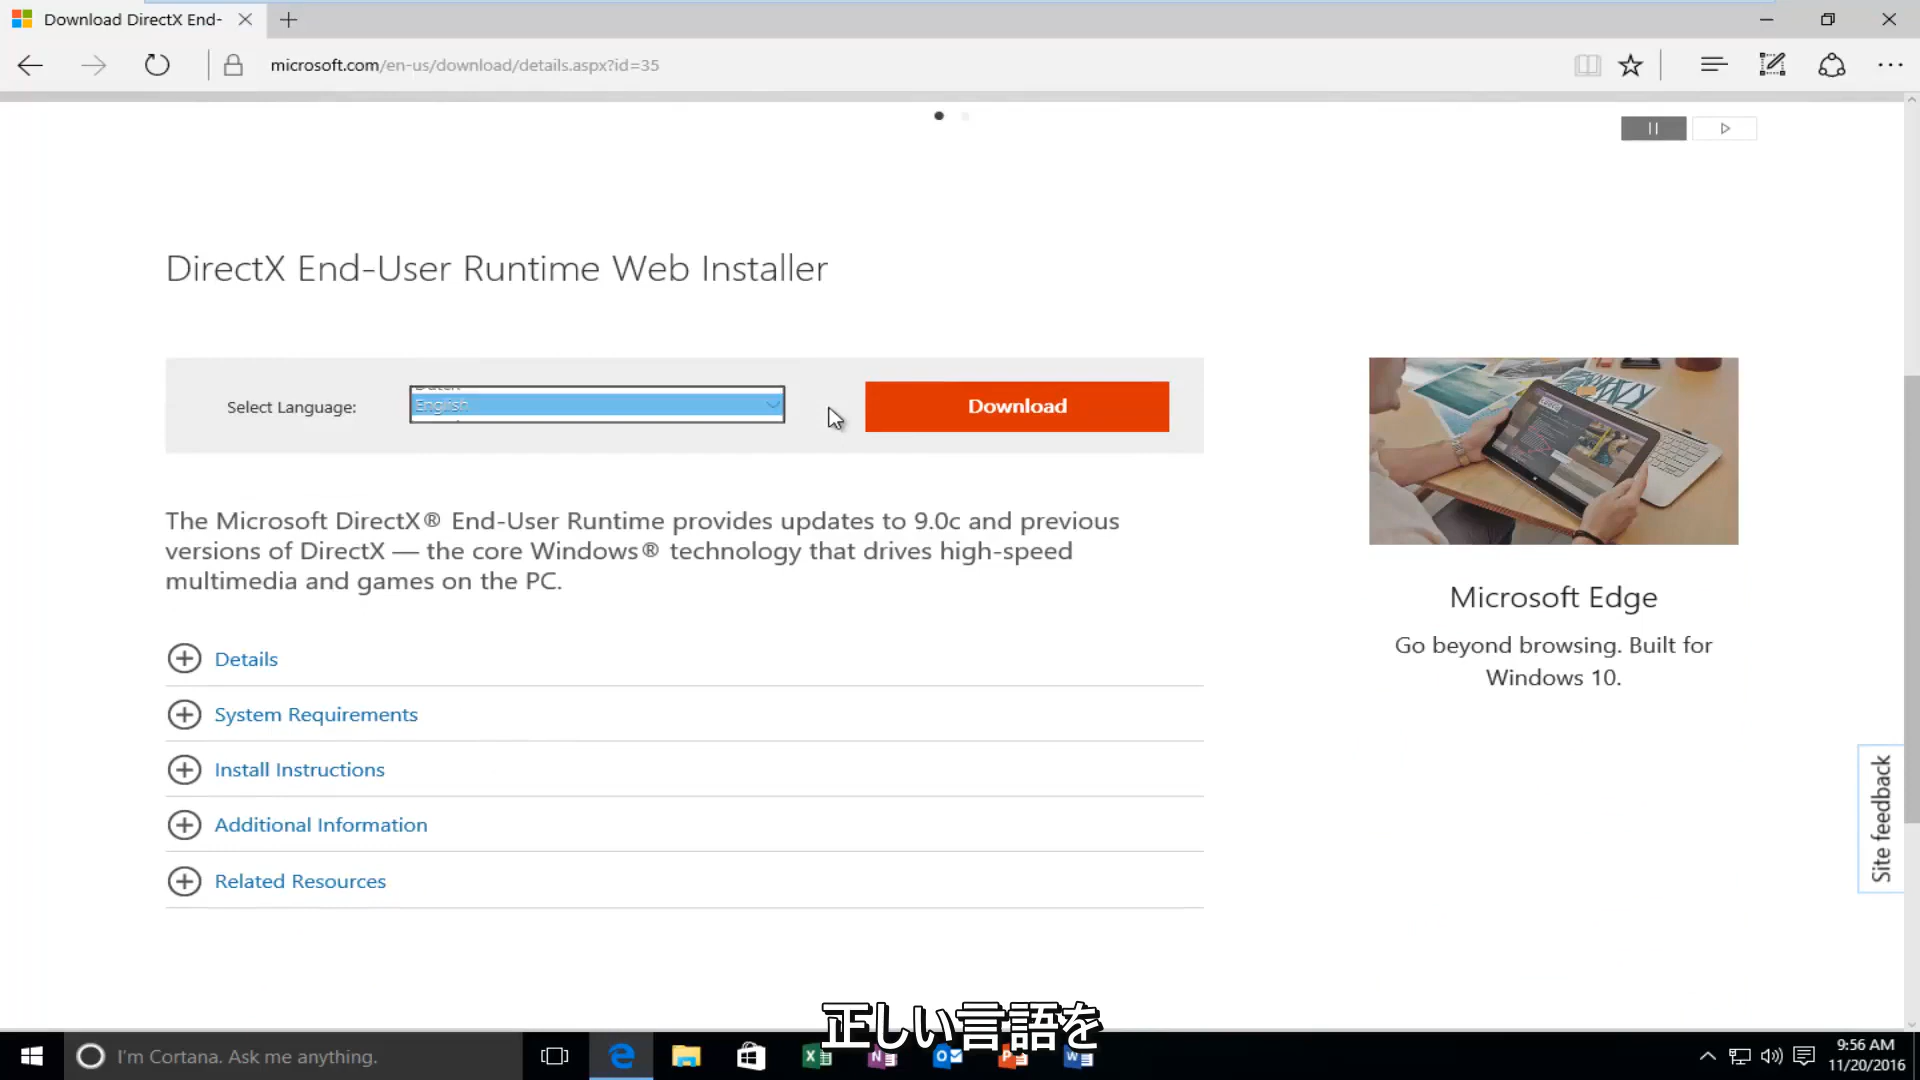 Download DirectX End-
microsoft.com/en-us/download/details.aspx?id=35
DirectX End-User Runtime Web Installer
Select Language:
English
Download
The Microsoft DirectX® End-User Runtime provides updates to 9.0c and previous
versions of DirectX — the core Windows® technology that drives high-speed
multimedia and games on the PC.
Details
System Requirements
Install Instructions
Additional Information
Related Resources
Microsoft Edge
Go beyond browsing. Built for
Windows 10.
Site feedback
正しい言語を
I'm Cortana. Ask me anything.
9:56 AM
11/20/2016